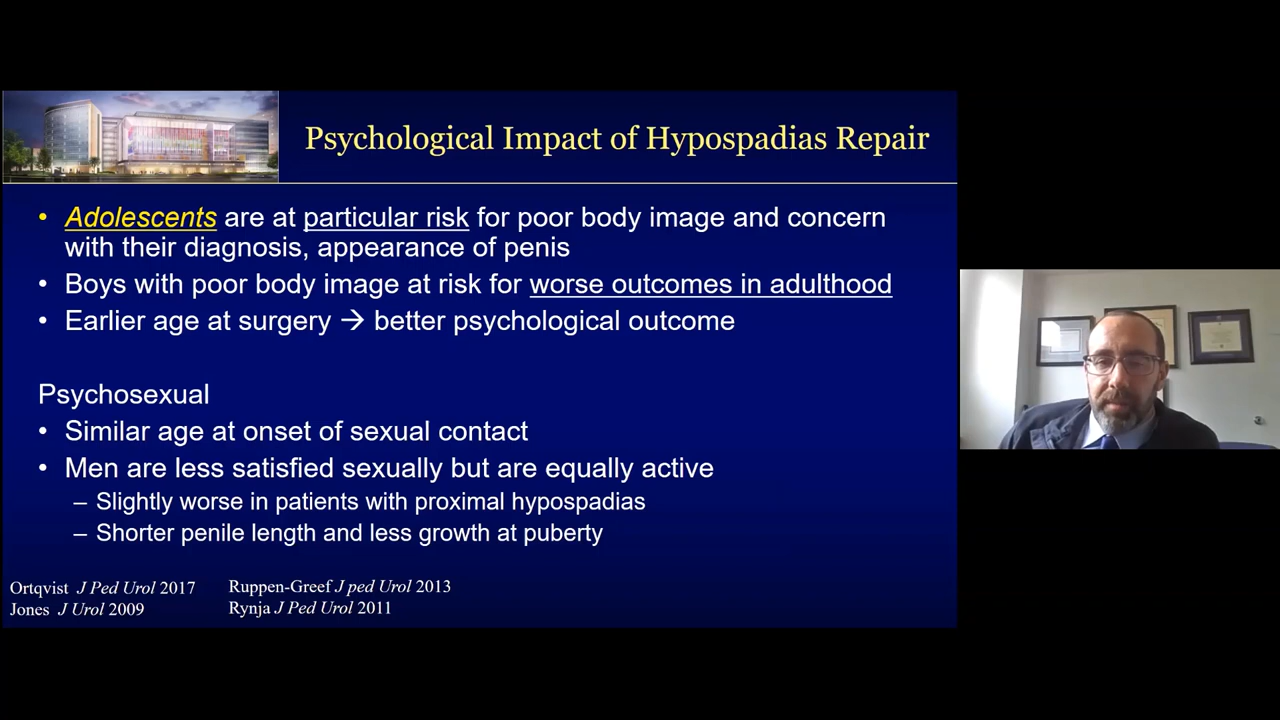 Psychological Impact of Hypospadias Repair
• Adolescents are at particular risk for poor body image and concern
with their diagnosis, appearance of penis
• Boys with poor body image at risk for worse outcomes in adulthood
• Earlier age at surgery → better psychological outcome
Psychosexual
• Similar age at onset of sexual contact
• Men are less satisfied sexually but are equally active
– Slightly worse in patients with proximal hypospadias
– Shorter penile length and less growth at puberty
Ortqvist J Ped Urol 2017
Jones J Urol 2009
Ruppen-Greef J ped Urol 2013
Rynja J Ped Urol 2011